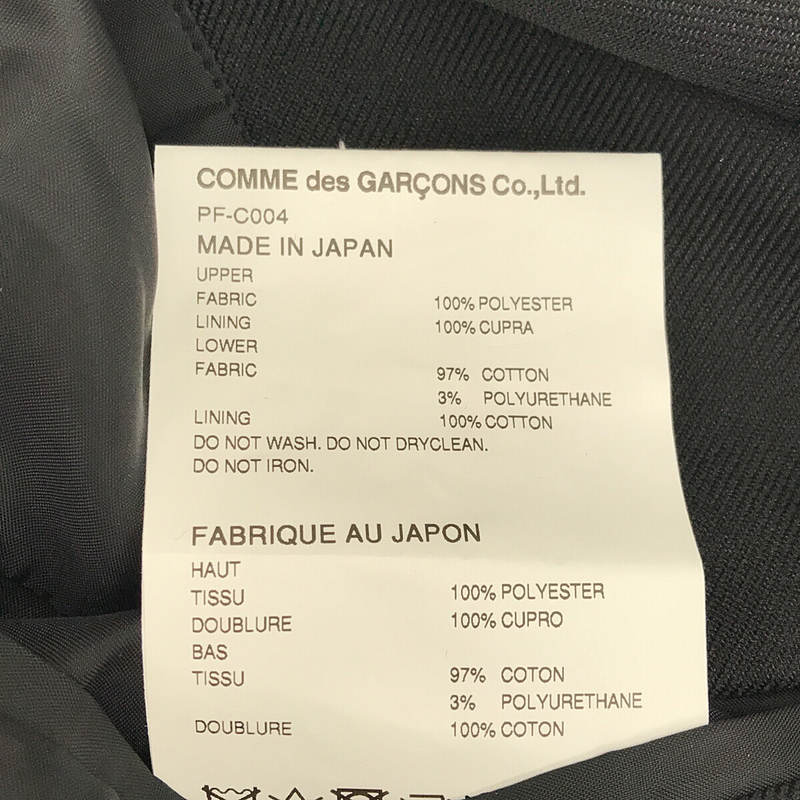 COMME des GARÇONS Co.,Ltd.
PF-C004
MADE IN JAPAN
UPPER
FABRIC 100% POLYESTER
LINING 100% CUPRA
LOWER
FABRIC 97% COTTON
3% POLYURETHANE
LINING 100% COTTON
DO NOT WASH. DO NOT DRYCLEAN.
DO NOT IRON.
FABRIQUE AU JAPON
HAUT
TISSU 100% POLYESTER
DOUBLURE 100% CUPRO
BAS
TISSU 97% COTON
3% POLYURETHANE
DOUBLURE 100% COTON